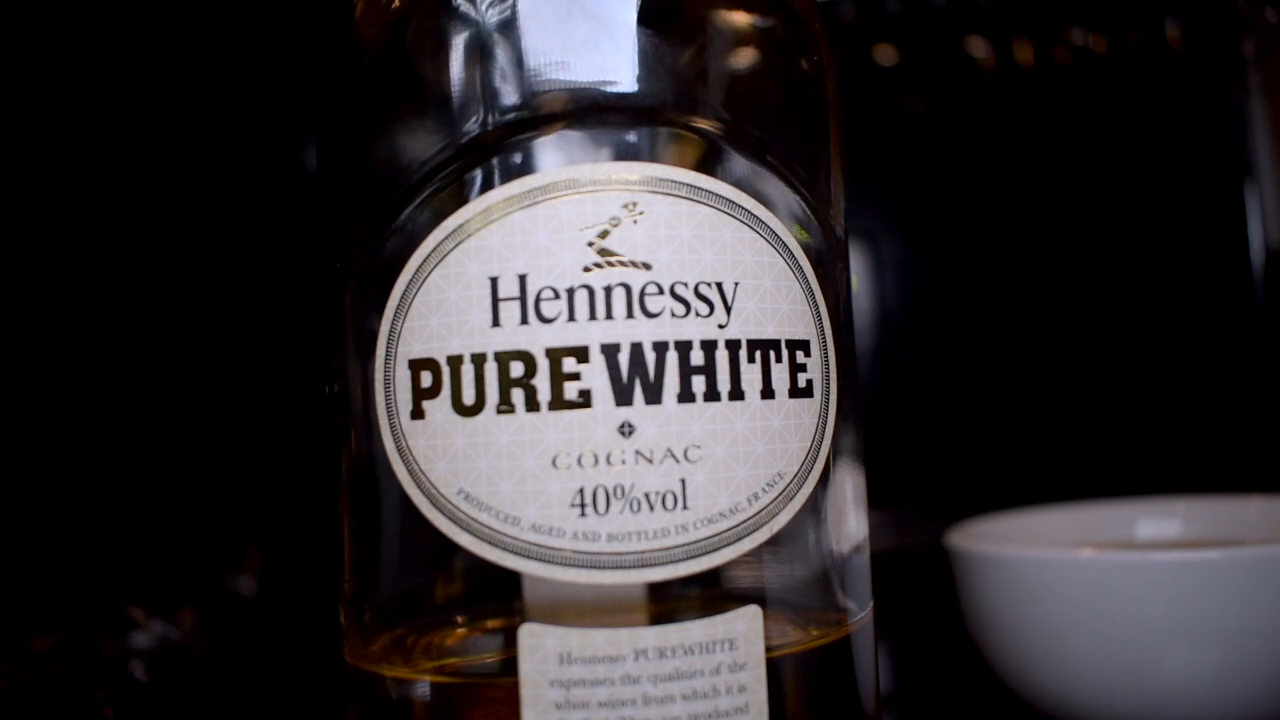 Hennessy
PURE WHITE
COGNAC
40%vol
PRODUCED, AGED AND BOTTLED IN COGNAC, FRANCE.
Hennessy PUREWHITE
expresses the qualities of the
white wines from which it is
produced